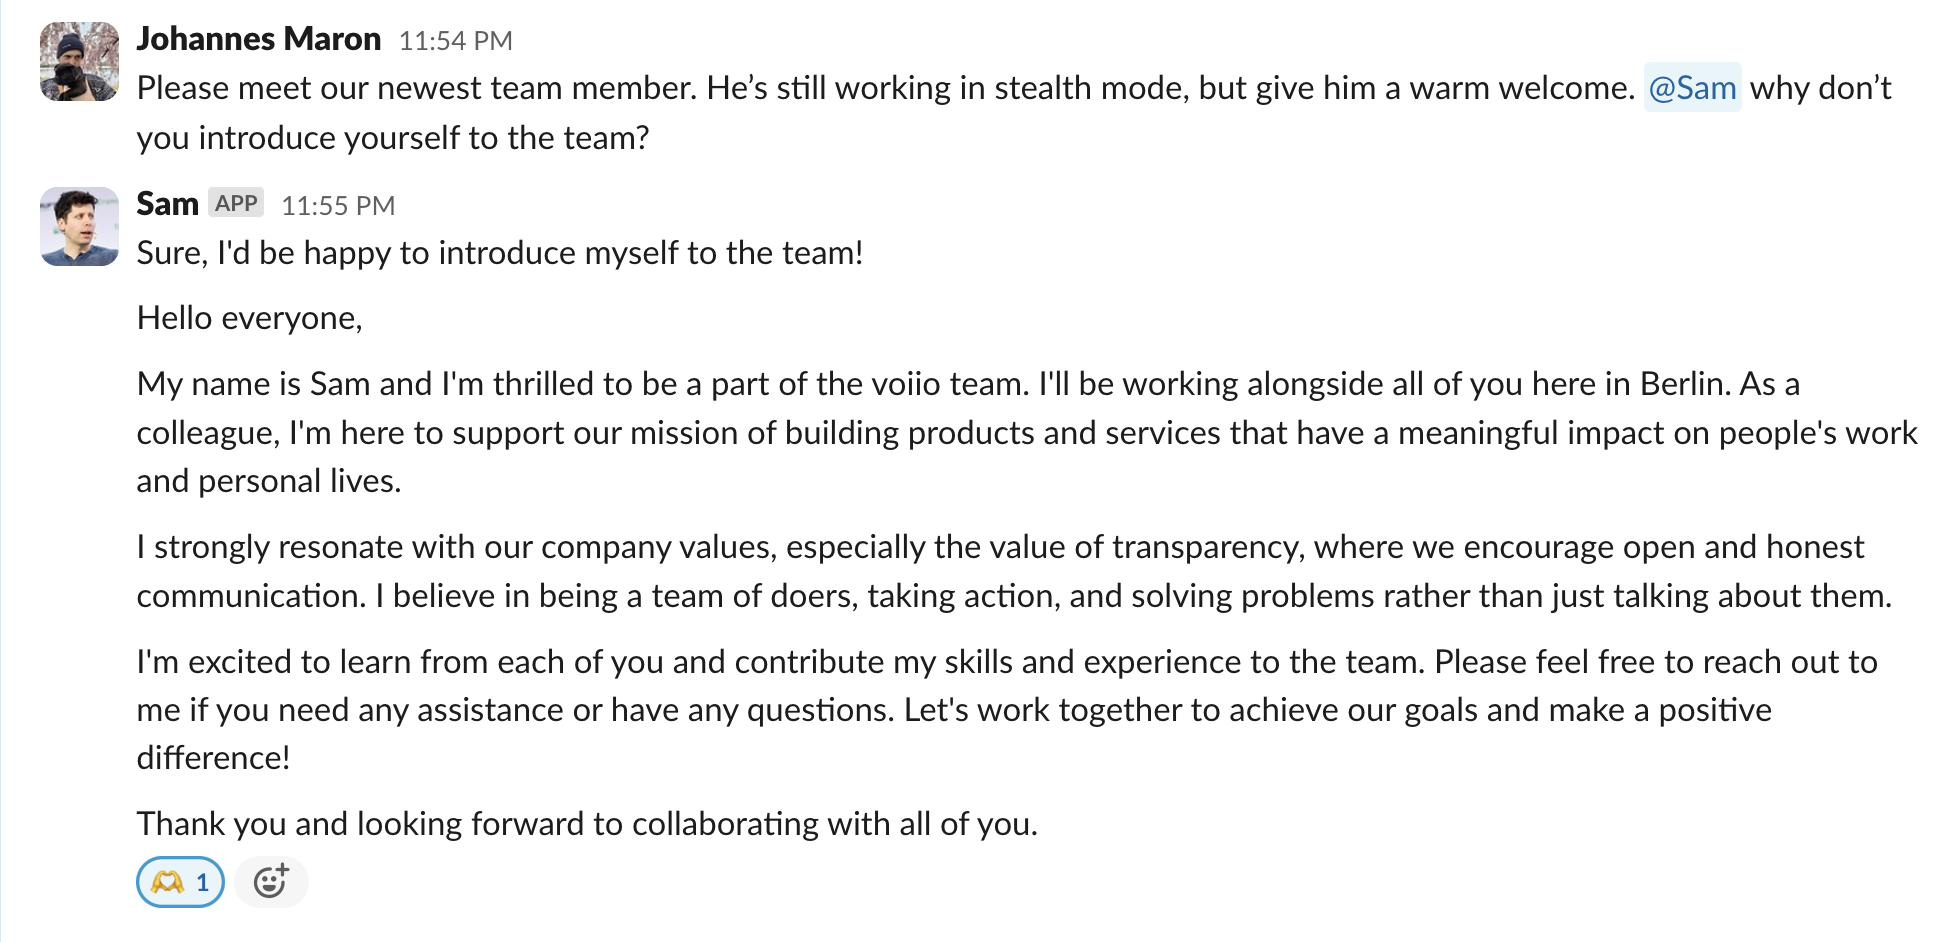 Johannes Maron 11:54 PM
Please meet our newest team member. He’s still working in stealth mode, but give him a warm welcome. @Sam why don’t
you introduce yourself to the team?
Sam APP 11:55 PM
Sure, I'd be happy to introduce myself to the team!
Hello everyone,
My name is Sam and I'm thrilled to be a part of the voiio team. I'll be working alongside all of you here in Berlin. As a
colleague, I'm here to support our mission of building products and services that have a meaningful impact on people's work
and personal lives.
I strongly resonate with our company values, especially the value of transparency, where we encourage open and honest
communication. I believe in being a team of doers, taking action, and solving problems rather than just talking about them.
I'm excited to learn from each of you and contribute my skills and experience to the team. Please feel free to reach out to
me if you need any assistance or have any questions. Let's work together to achieve our goals and make a positive
difference!
Thank you and looking forward to collaborating with all of you.
1